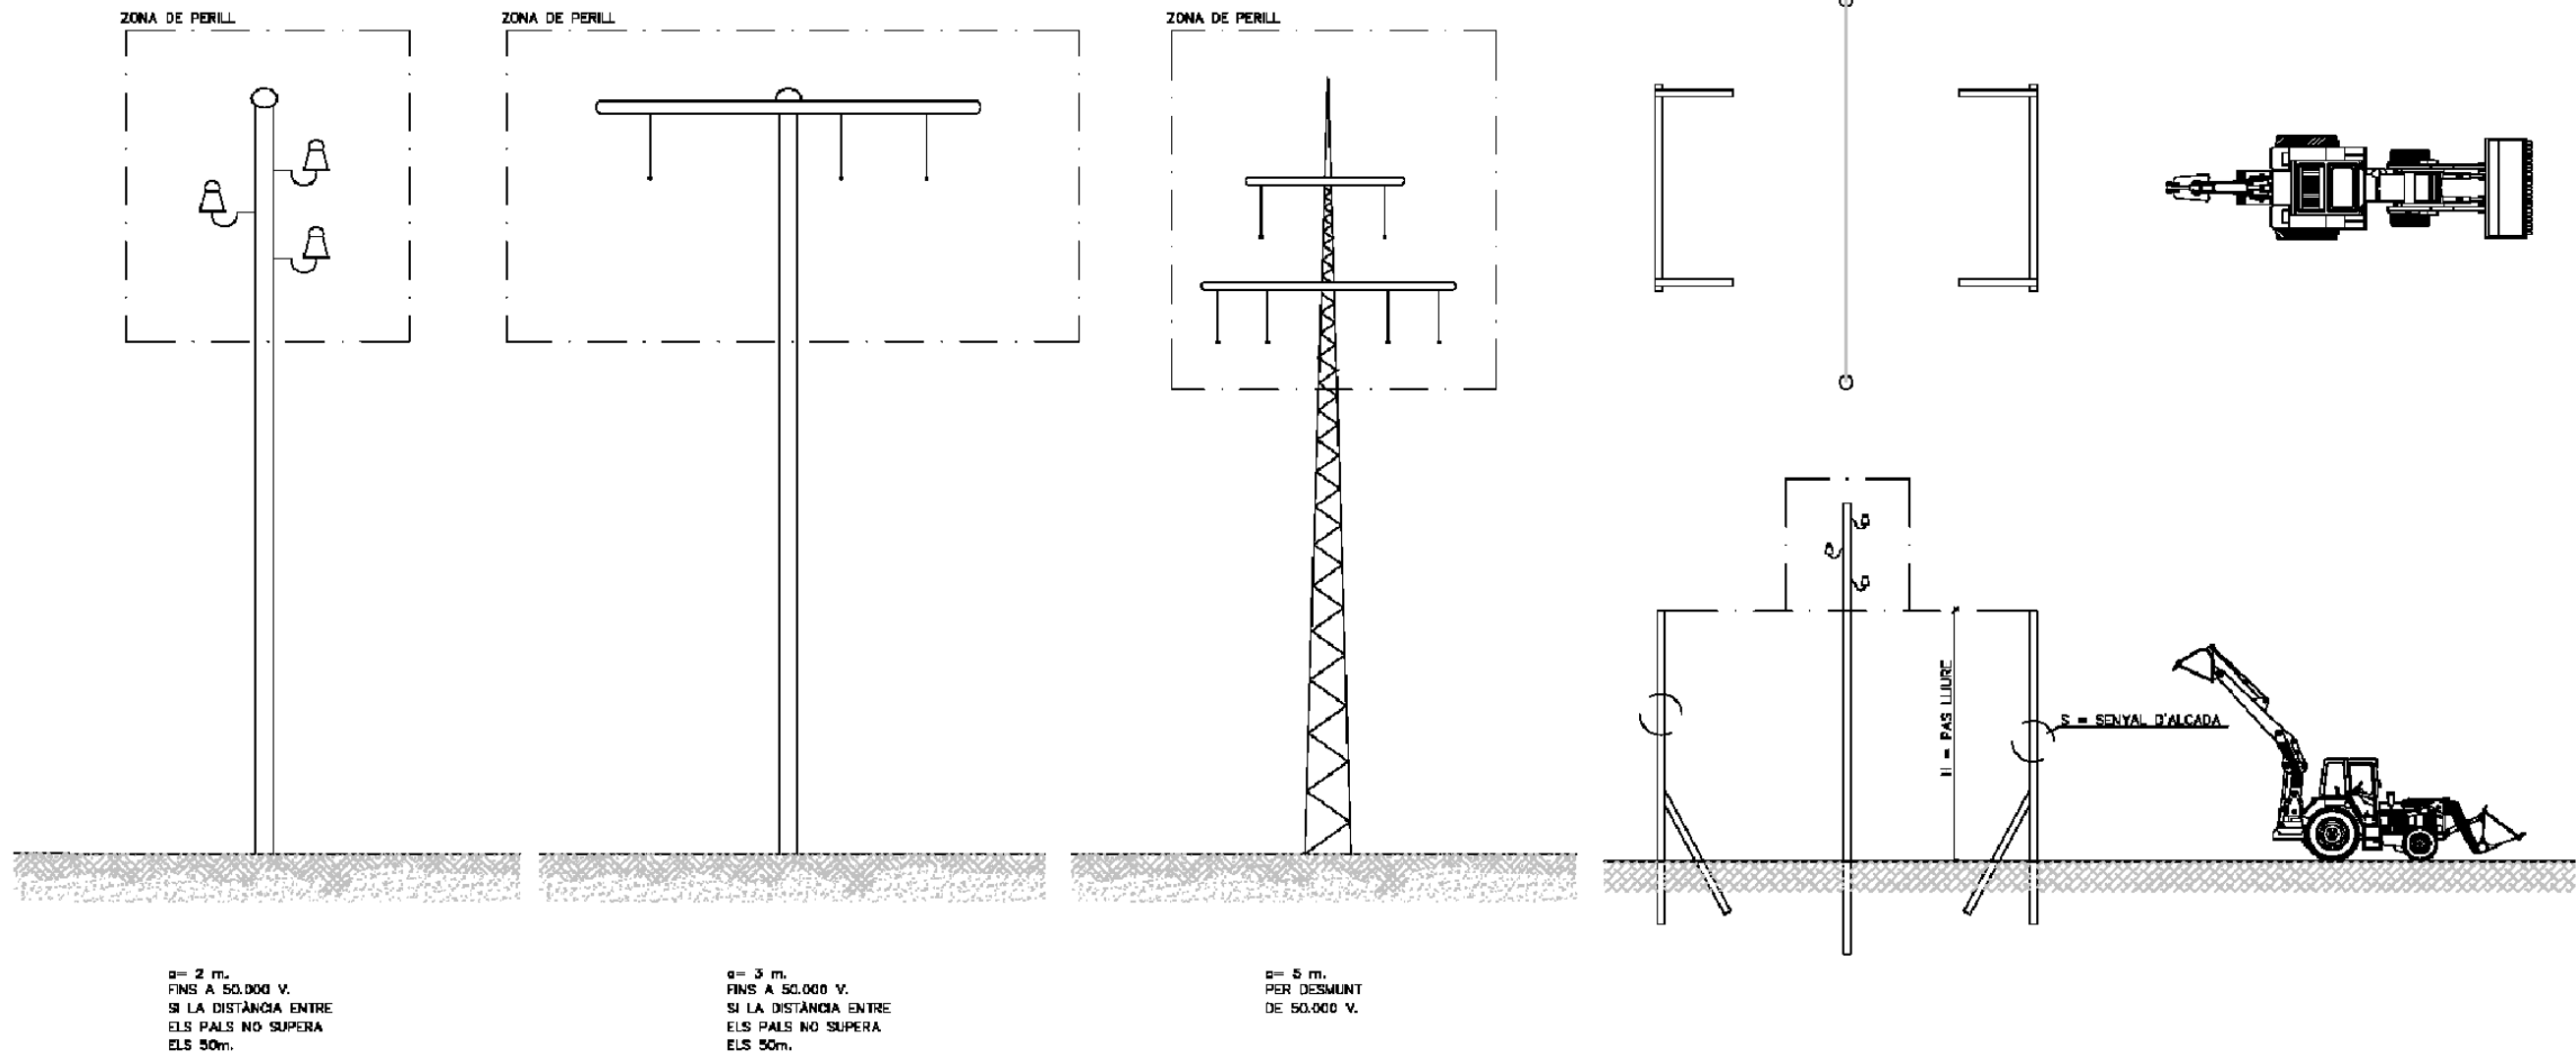 ZONA DE PERILL
ZONA DE PERILL
ZONA DE PERILL
H = PAS LLIURE
S = SENYAL D'ALCADA
a= 2 m.
FINS A 50.000 V.
SI LA DISTÀNCIA ENTRE
ELS PALS NO SUPERA
ELS 50m.
a= 3 m.
FINS A 50.000 V.
SI LA DISTÀNCIA ENTRE
ELS PALS NO SUPERA
ELS 50m.
a= 5 m.
PER DESMUNT
DE 50.000 V.